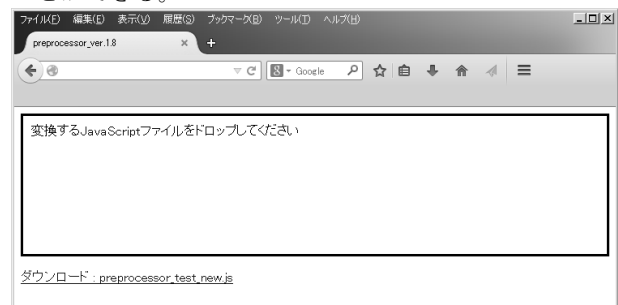 ファイル(F) 編集(E) 表示(V) 履歴(S) ブックマーク(B) ツール(T) ヘルプ(H)
preprocessor_ver.1.8 × +
8 Google
変換するJavaScriptファイルをドロップしてください
ダウンロード : preprocessor_test_new.js